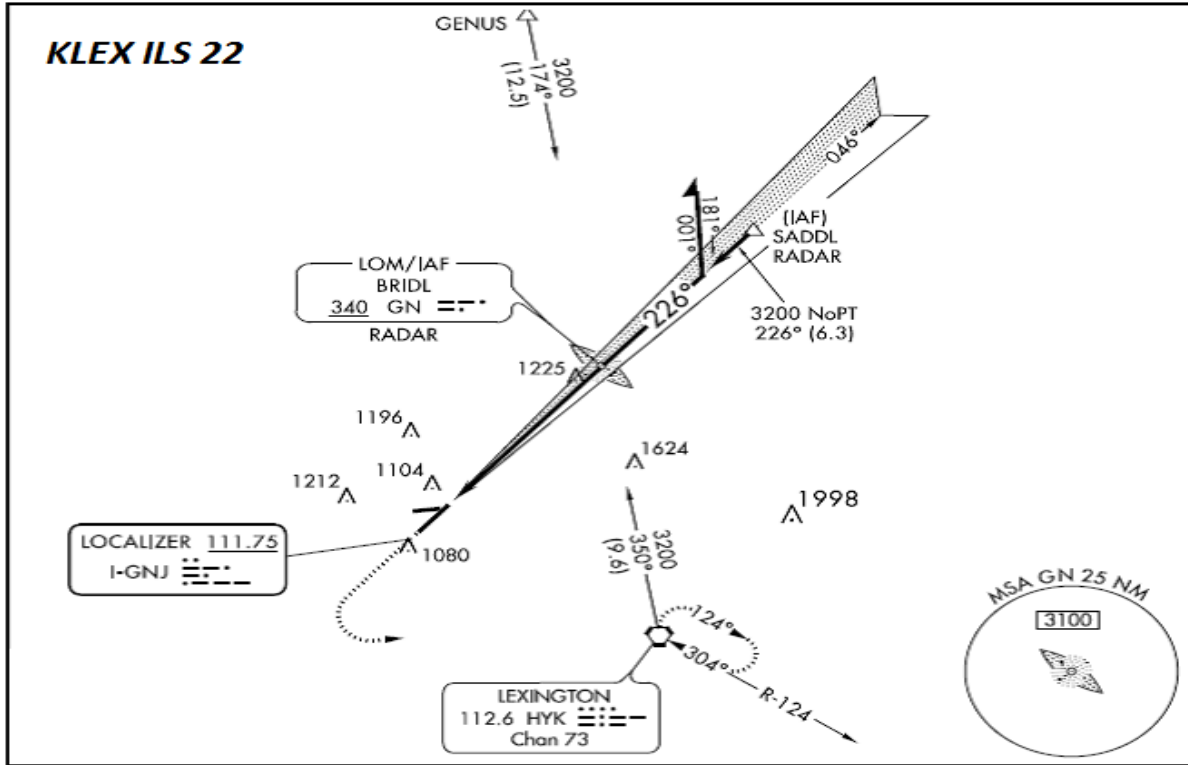 KLEX ILS 22
GENUS
3200
174°
(12.5)
046°
(IAF)
SADDL
RADAR
181°
001°
LOM/IAF
BRIDL
340 GN
RADAR
226°
3200 NoPT
226° (6.3)
1225
1196
1624
1104
1212
1998
LOCALIZER 111.75
I-GNJ
1080
3200
350°
(9.6)
MSA GN 25 NM
3100
124°
304°
R-124
LEXINGTON
112.6 HYK
Chan 73